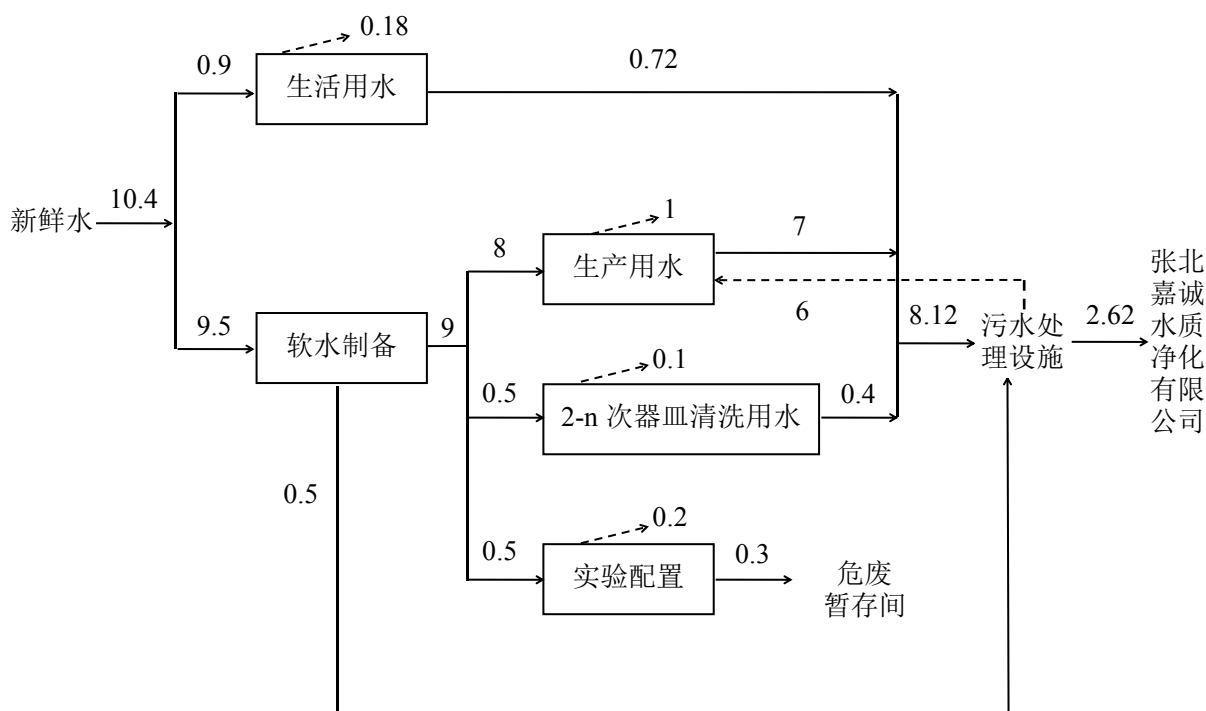 0.18
0.9
生活用水
0.72
新鲜水
10.4
1
8
生产用水
7
6
9.5
软水制备
9
8.12
污水处
理设施
2.62
张北
嘉诚
水质
净化
有限
公司
0.1
0.5
2-n 次器皿清洗用水
0.4
0.5
0.2
0.5
实验配置
0.3
危废
暂存间